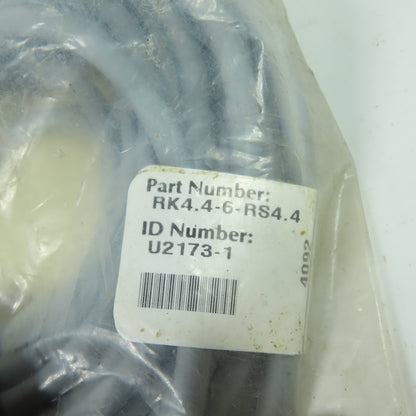 Part Number:
RK4.4-6-RS4.4
ID Number:
U2173-1
4092